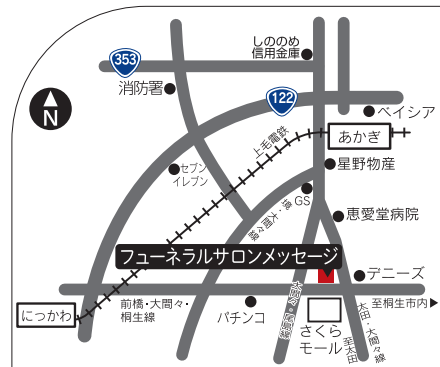 しののめ
信用金庫
353
消防署
122
N
ベイシア
上毛電鉄
あかぎ
セブン
イレブン
星野物産
GS
大間々・境線
恵愛堂病院
フューネラルサロンメッセージ
デニーズ
至桐生市内▶
にっかわ
前橋・大間々・
桐生線
パチンコ
さくら
モール
至太田
太田・大間々線